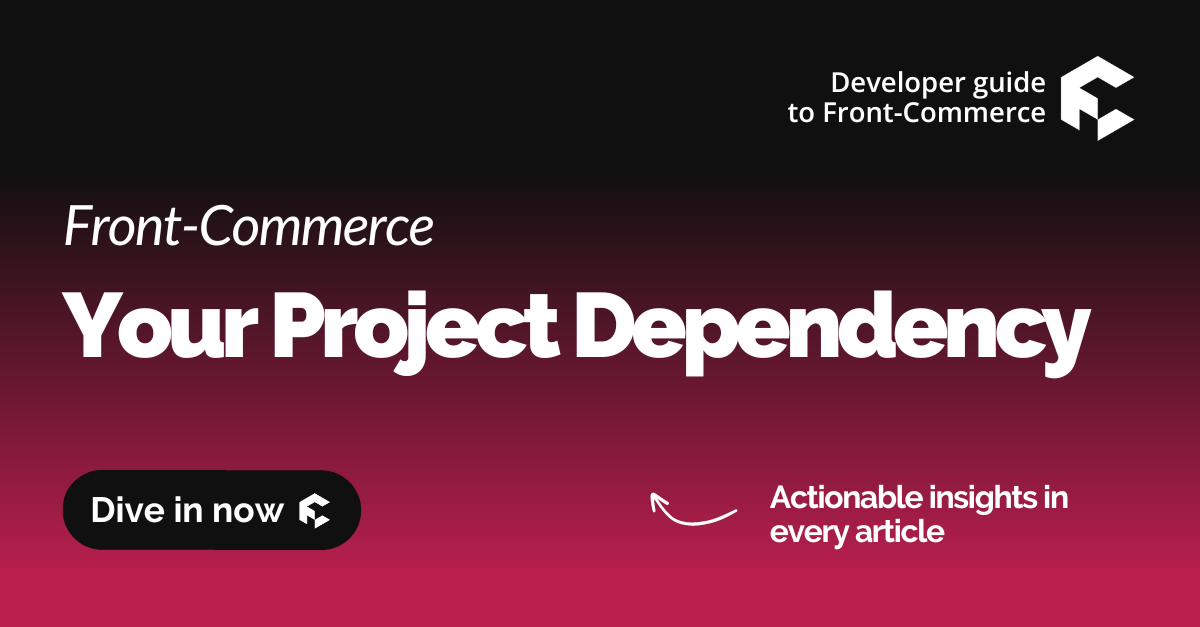 Developer guide
to Front-Commerce
Front-Commerce
Your Project Dependency
Dive in now
Actionable insights in
every article